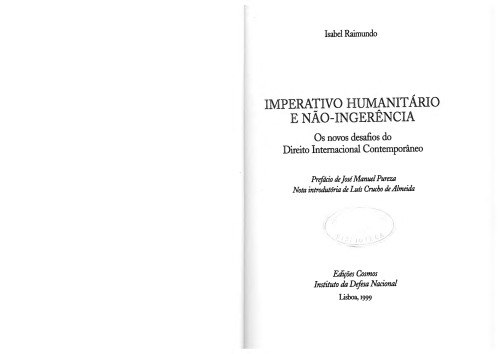 Isabel Raimundo
IMPERATIVO HUMANITÁRIO
E NÃO-INGERÊNCIA
Os novos desafios do
Direito Internacional Contemporâneo
Prefácio de José Manuel Pureza
Nota introdutória de Luís Crucho de Almeida
Edições Cosmos
Instituto da Defesa Nacional
Lisboa, 1999